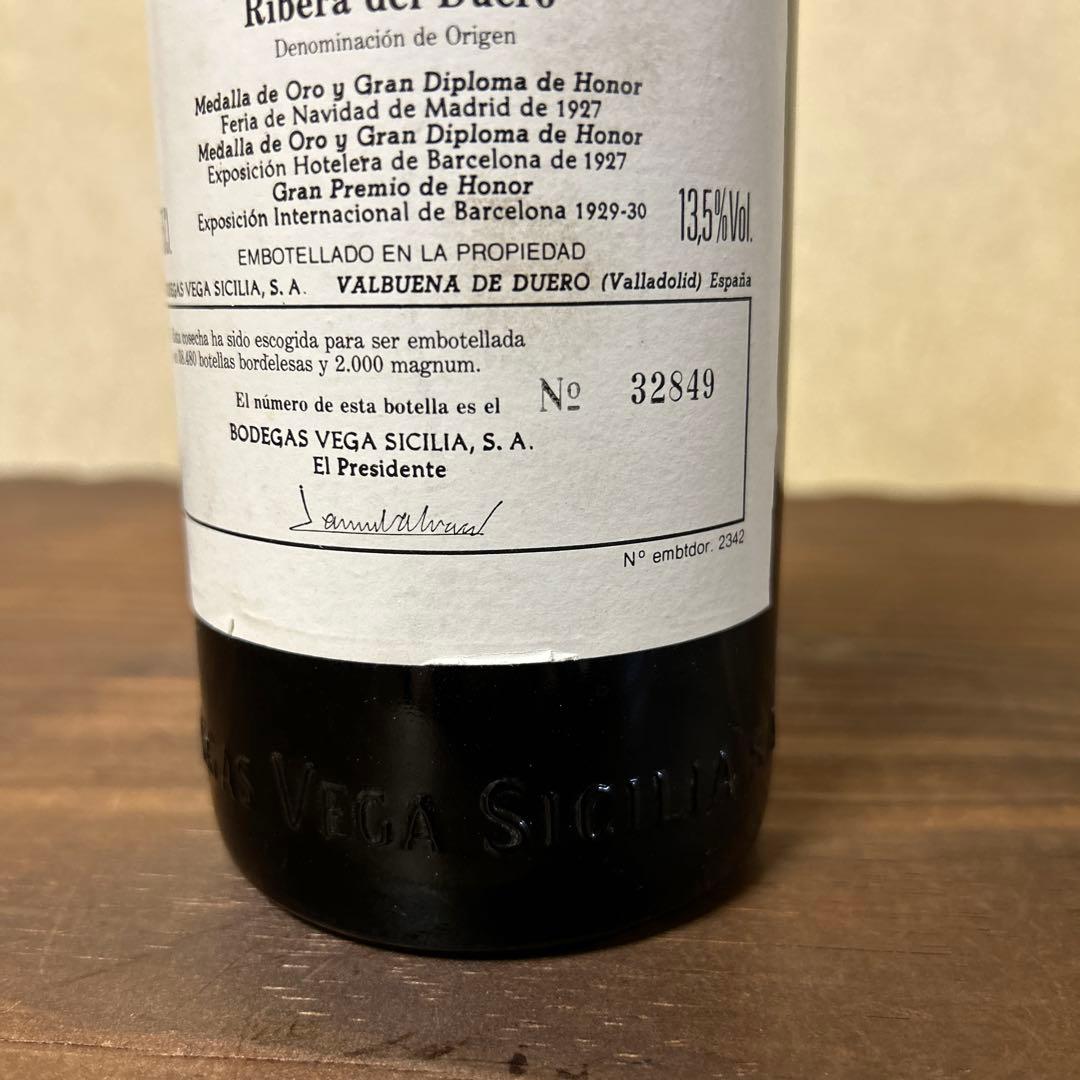 Ribera del Duero
Denominación de Origen
Medalla de Oro y Gran Diploma de Honor
Feria de Navidad de Madrid de 1927
Medalla de Oro y Gran Diploma de Honor
Exposición Hotelera de Barcelona de 1927
Gran Premio de Honor
Exposición Internacional de Barcelona 1929-30
13,5%Vol.
EMBOTELLADO EN LA PROPIEDAD
VEGA SICILIA, S. A. VALBUENA DE DUERO (Valladolid) España
cosecha ha sido escogida para ser embotellada
botellas bordelesas y 2.000 magnum.
El número de esta botella es el Nº 32849
BODEGAS VEGA SICILIA, S. A.
El Presidente
Nº embtdor. 2342
VEGA SICILIA